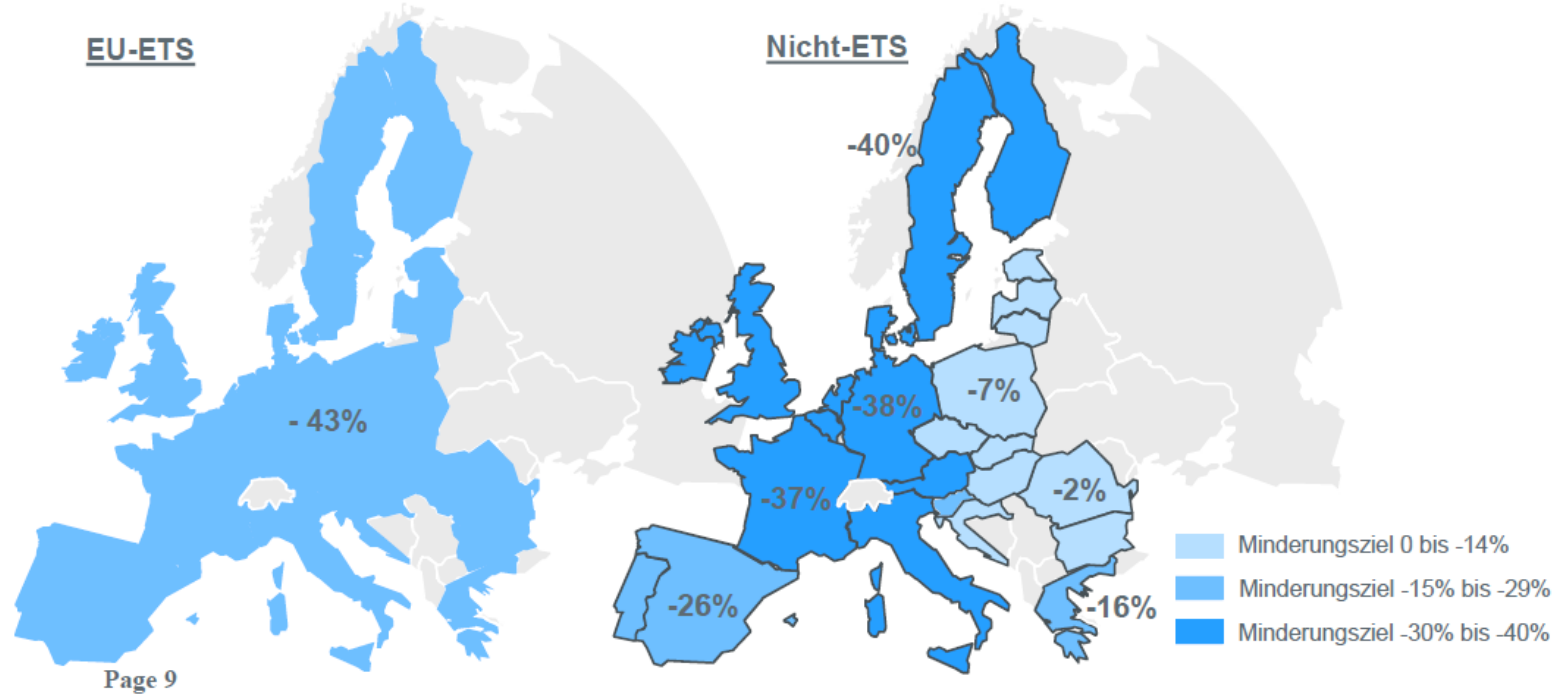 EU-ETS
- 43%
Page 9
Nicht-ETS
-40%
-38%
-7%
-37%
-2%
-26%
-16%
Minderungsziel 0 bis -14%
Minderungsziel -15% bis -29%
Minderungsziel -30% bis -40%